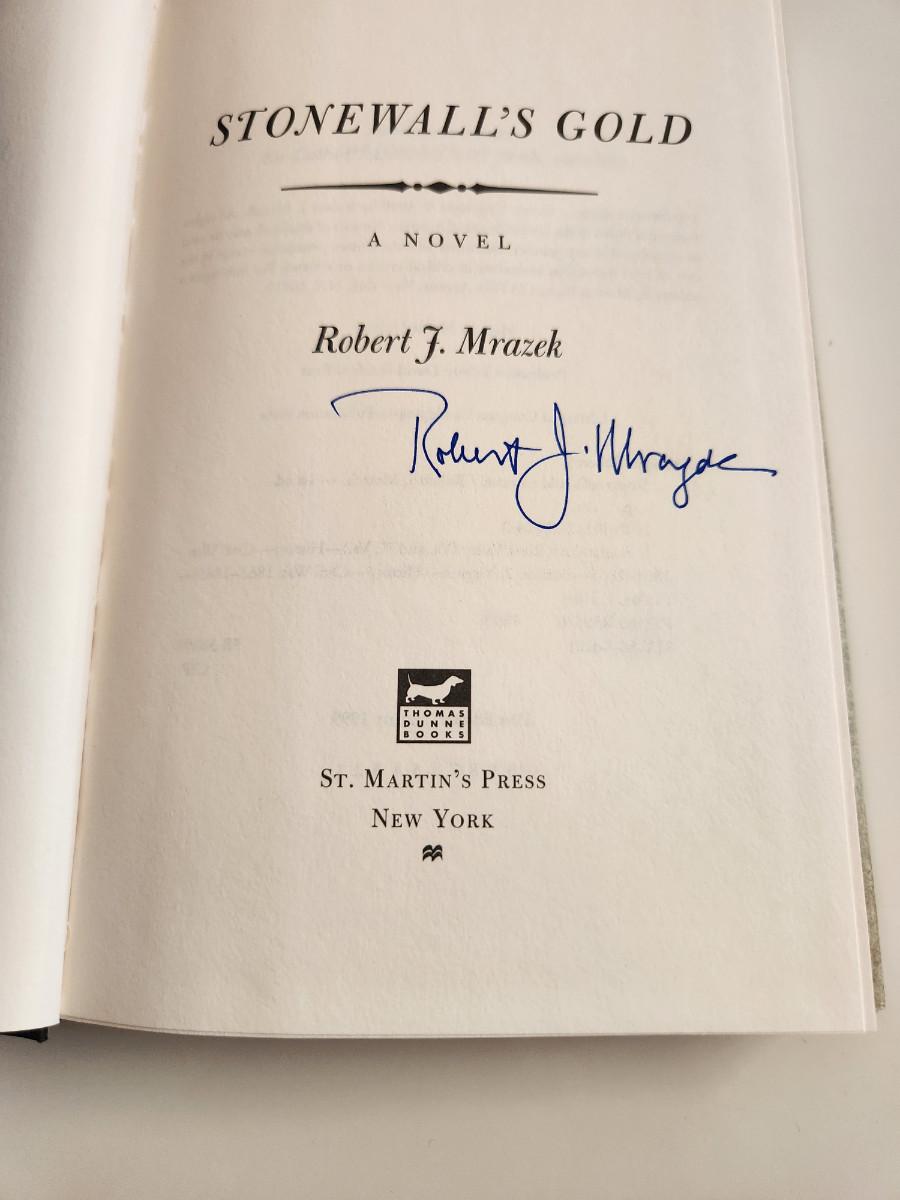 STONEWALL'S GOLD
A NOVEL
Robert J. Mrazek
Robert J. Mrazek
THOMAS
DUNNE
BOOKS
ST. MARTIN'S PRESS
NEW YORK